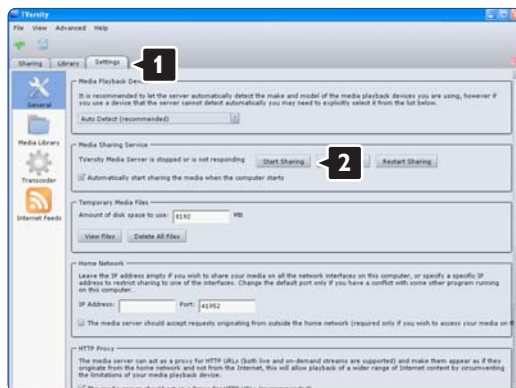 TVersity
File View Advanced Help
Sharing Library Settings
1
General
Media Library
Transcoder
Internet Feeds
Media Playback Dev
It is recommended to let the server automatically detect the make and model of the media playback devices you are using, however if
you use a device that the server cannot detect automatically you may need to explicitly select it from the list below.
Auto Detect (recommended)
Media Sharing Service
TVersity Media Server is stopped or is not responding Start Sharing 2 Restart Sharing
Automatically start sharing the media when the computer starts
Temporary Media Files
Amount of disk space to use: 8192 MB
View Files Delete All Files
Home Network
Leave the IP address empty if you wish to share your media on all the network interfaces on this computer, or specify a specific IP
address to restrict sharing to one of the interfaces. Change the default port only if you have a conflict with some other program running
on this computer.
IP Address: Port: 41952
The media server should accept requests originating from outside the home network (required only if you wish to access your media on
HTTP Proxy
The media server can act as a proxy for HTTP URLs (both live and on-demand streams are supported) and make them appear as if they
originate from the home network and not from the Internet, this will allow playback of a wider range of Internet content by circumventing
the limitations of your media playback device.